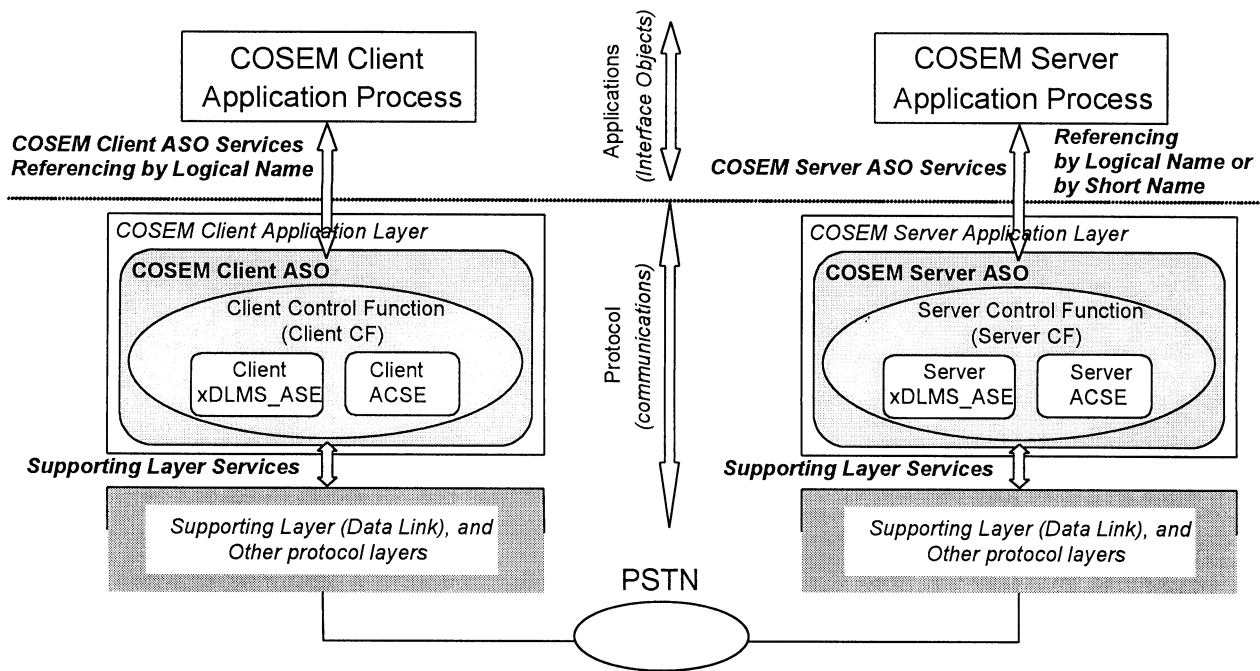 COSEM Client
Application Process
COSEM Client ASO Services
Referencing by Logical Name
Applications
(Interface Objects)
COSEM Server
Application Process
COSEM Server ASO Services
Referencing
by Logical Name or
by Short Name
COSEM Client Application Layer
COSEM Client ASO
Client Control Function
(Client CF)
Client
xDLMS_ASE
Client
ACSE
Supporting Layer Services
Supporting Layer (Data Link), and
Other protocol layers
Protocol
(communications)
COSEM Server Application Layer
COSEM Server ASO
Server Control Function
(Server CF)
Server
xDLMS_ASE
Server
ACSE
Supporting Layer Services
Supporting Layer (Data Link), and
Other protocol layers
PSTN